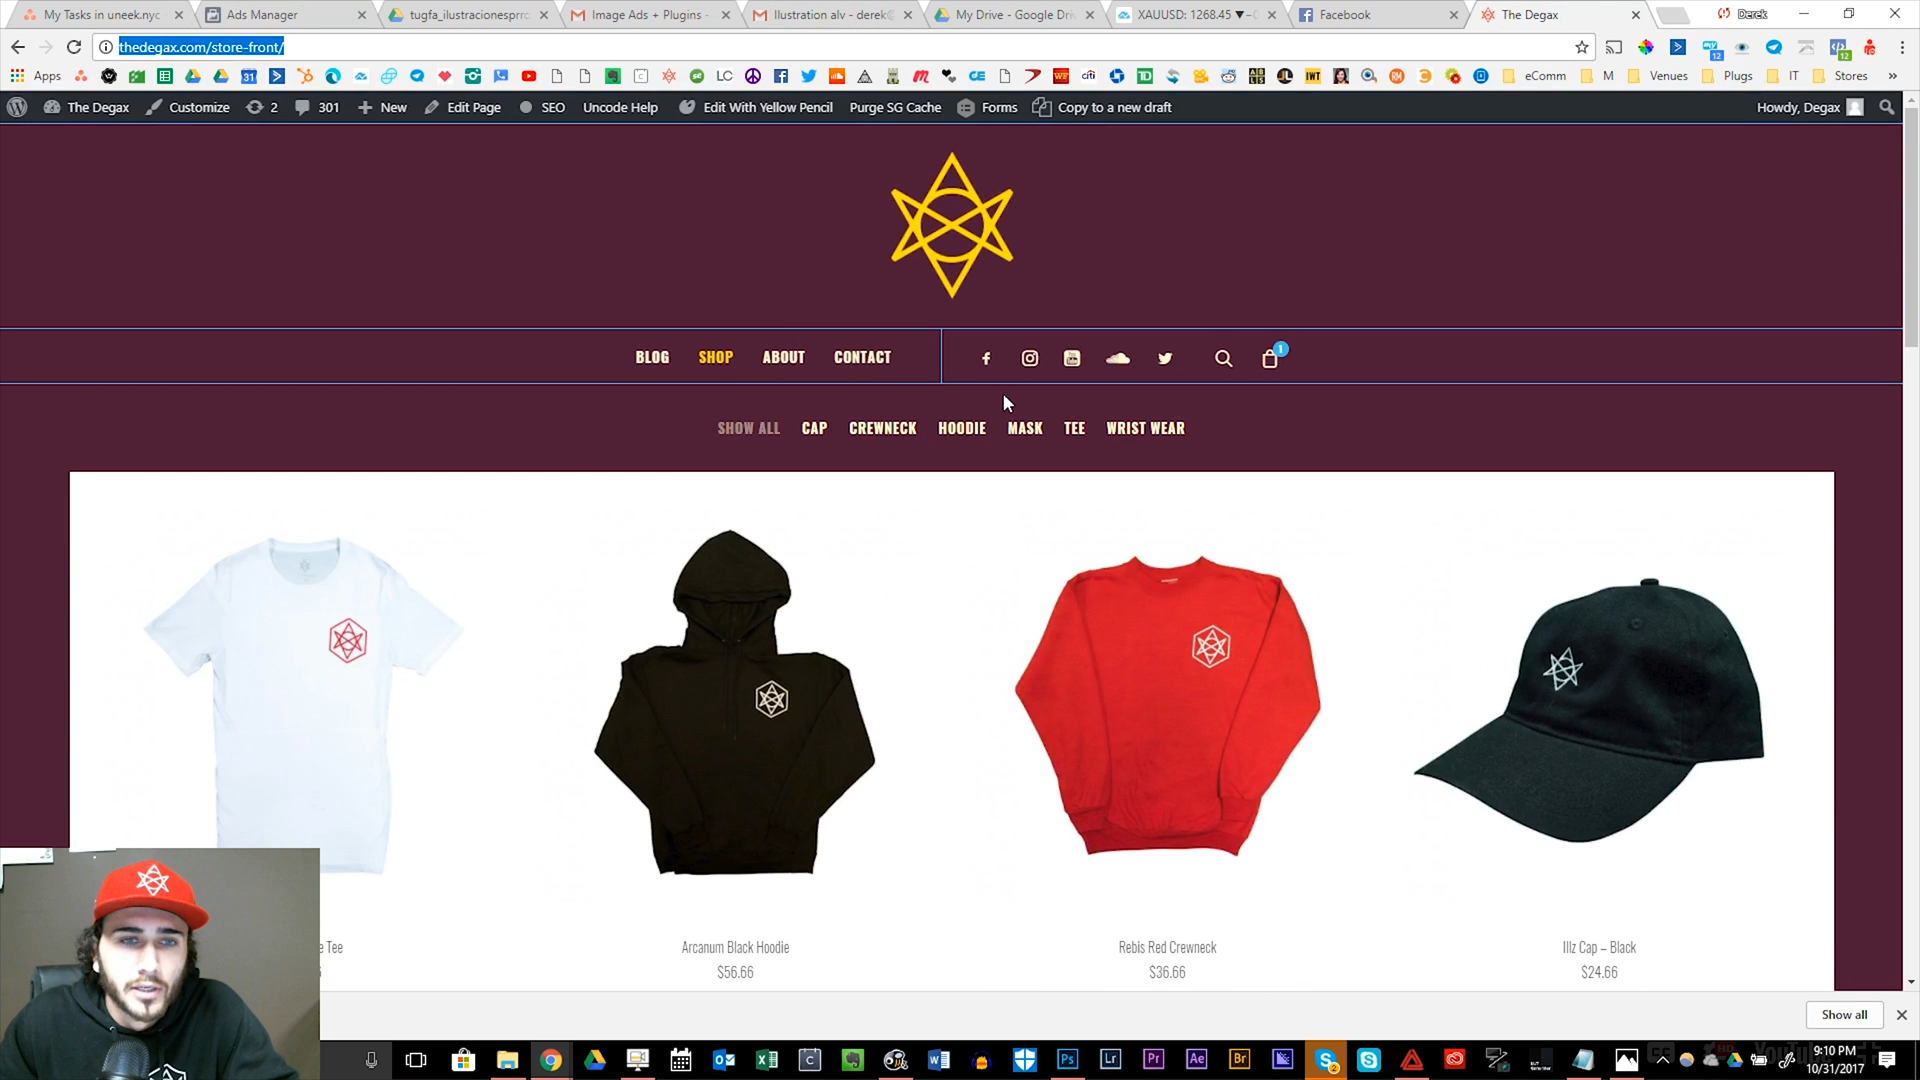 My Tasks in uneek.nyc
Ads Manager
tugfa_ilustracionesprrc
Image Ads + Plugins -
Ilustration alv - derek@
My Drive - Google Dri
XAUUSD: 1268.45 ▼−
Facebook
The Degax
Derek
thedegax.com/store-front/
Apps
LC
eComm
M
Venues
Plugs
IT
Stores
The Degax
Customize
2
301
New
Edit Page
SEO
Uncode Help
Edit With Yellow Pencil
Purge SG Cache
Forms
Copy to a new draft
Howdy, Degax
BLOG
SHOP
ABOUT
CONTACT
1
SHOW ALL
CAP
CREWNECK
HOODIE
MASK
TEE
WRIST WEAR
Tee
Arcanum Black Hoodie
Rebis Red Crewneck
Illz Cap – Black
$56.66
$36.66
$24.66
Show all
9:10 PM
10/31/2017